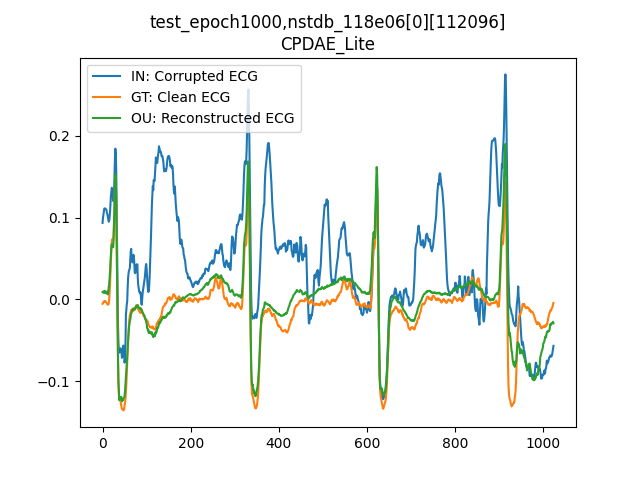 test_epoch1000,nstdb_118e06[0][112096]
CPDAE_Lite
IN: Corrupted ECG
GT: Clean ECG
OU: Reconstructed ECG
0.2
0.1
0.0
−0.1
0
200
400
600
800
1000